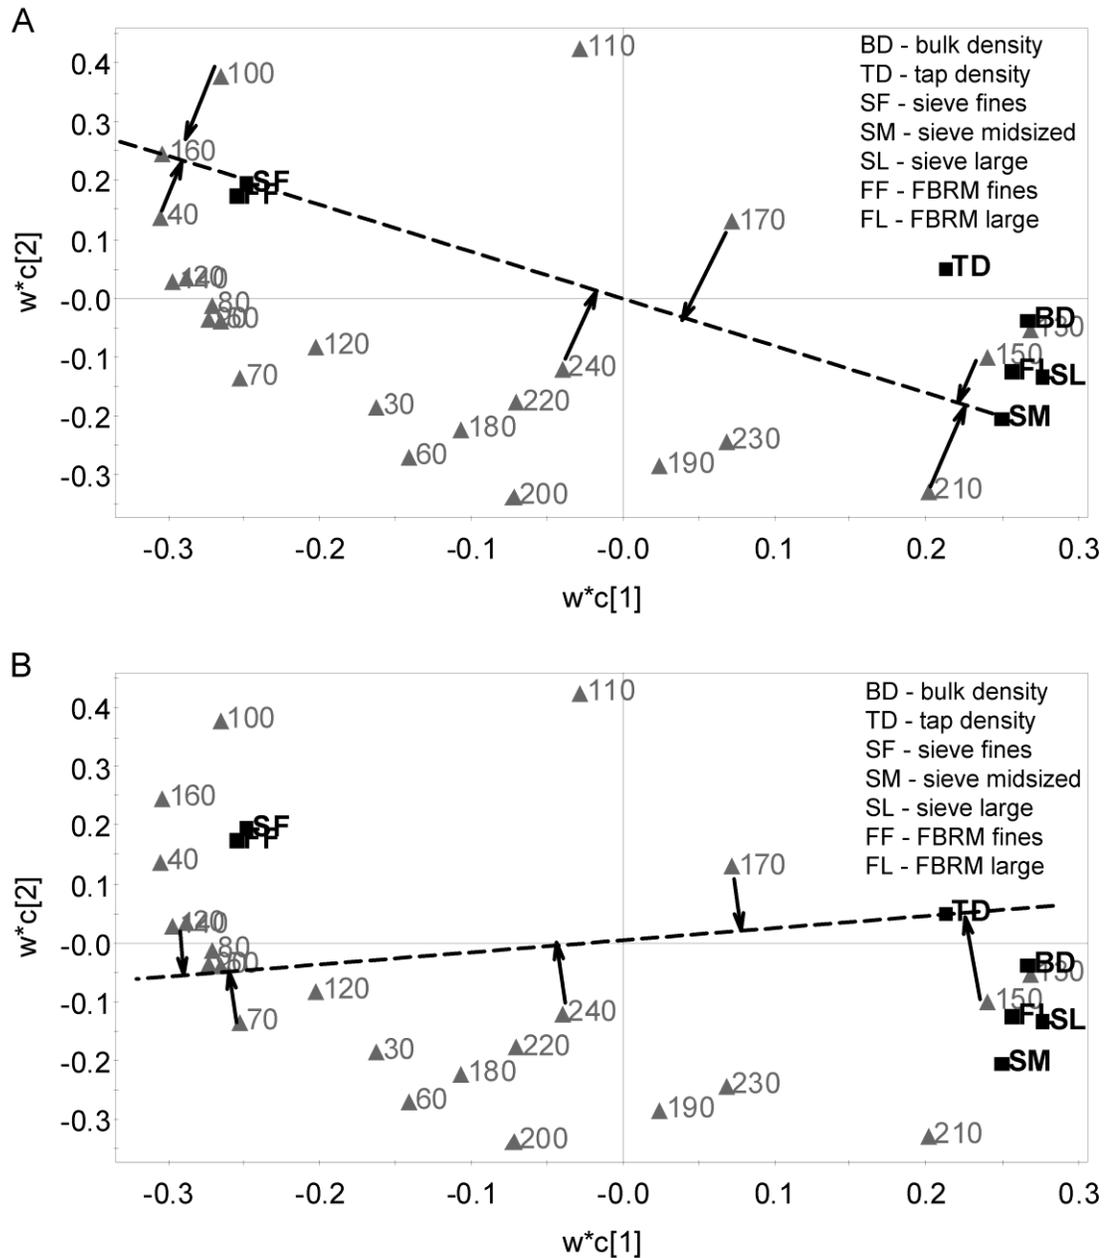 A
BD - bulk density
TD - tap density
SF - sieve fines
SM - sieve midsized
SL - sieve large
FF - FBRM fines
FL - FBRM large
w*c[2]
0.4
0.3
0.2
0.1
-0.0
-0.1
-0.2
-0.3
110
100
160
SF
40
170
TD
80
BD
150
SL
120
240
70
SM
30
220
180
230
60
190
200
210
-0.3
-0.2
-0.1
-0.0
0.1
0.2
0.3
w*c[1]
B
BD - bulk density
TD - tap density
SF - sieve fines
SM - sieve midsized
SL - sieve large
FF - FBRM fines
FL - FBRM large
w*c[2]
0.4
0.3
0.2
0.1
-0.0
-0.1
-0.2
-0.3
110
100
160
SF
40
170
TD
80
BD
120
150
SL
240
70
30
220
SM
180
230
60
190
200
210
-0.3
-0.2
-0.1
-0.0
0.1
0.2
0.3
w*c[1]